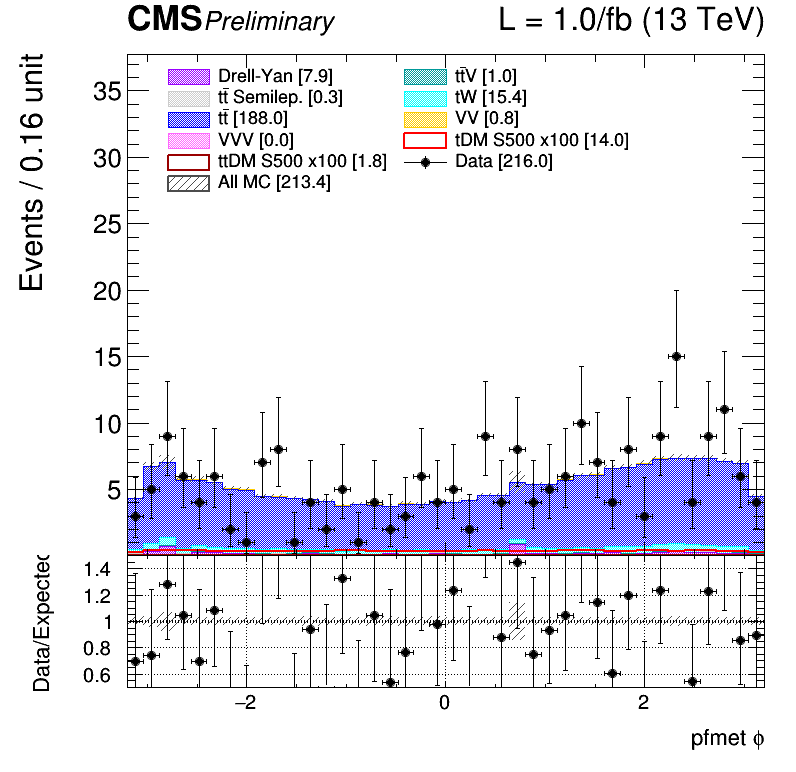 CMS Preliminary L = 1.0/fb (13 TeV)
Events / 0.16 unit
35
30
25
20
15
10
5
Drell-Yan [7.9]
tt̄V [1.0]
tt̄ Semilep. [0.3]
tW [15.4]
tt̄ [188.0]
VV [0.8]
VVV [0.0]
tDM S500 x100 [14.0]
ttDM S500 x100 [1.8]
Data [216.0]
All MC [213.4]
Data/Expected
1.4
1.2
1
0.8
0.6
−2 0 2
pfmet ϕ